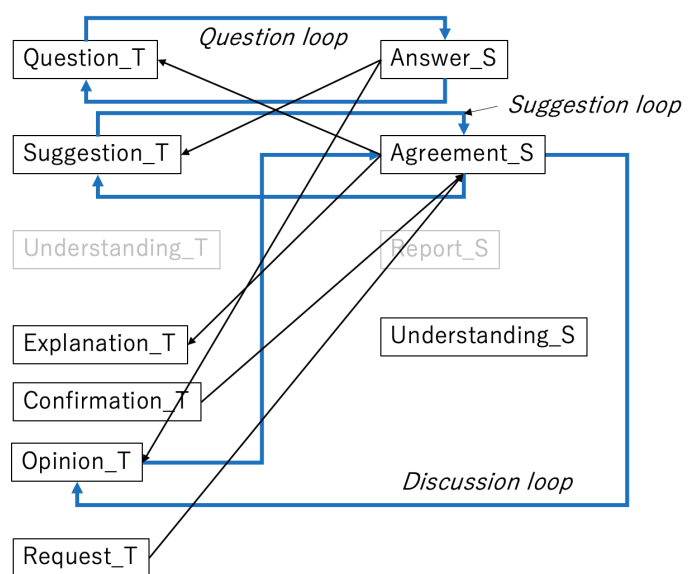 Question loop
Question_T
Answer_S
Suggestion loop
Suggestion_T
Agreement_S
Understanding_T
Report_S
Explanation_T
Understanding_S
Confirmation_T
Opinion_T
Discussion loop
Request_T